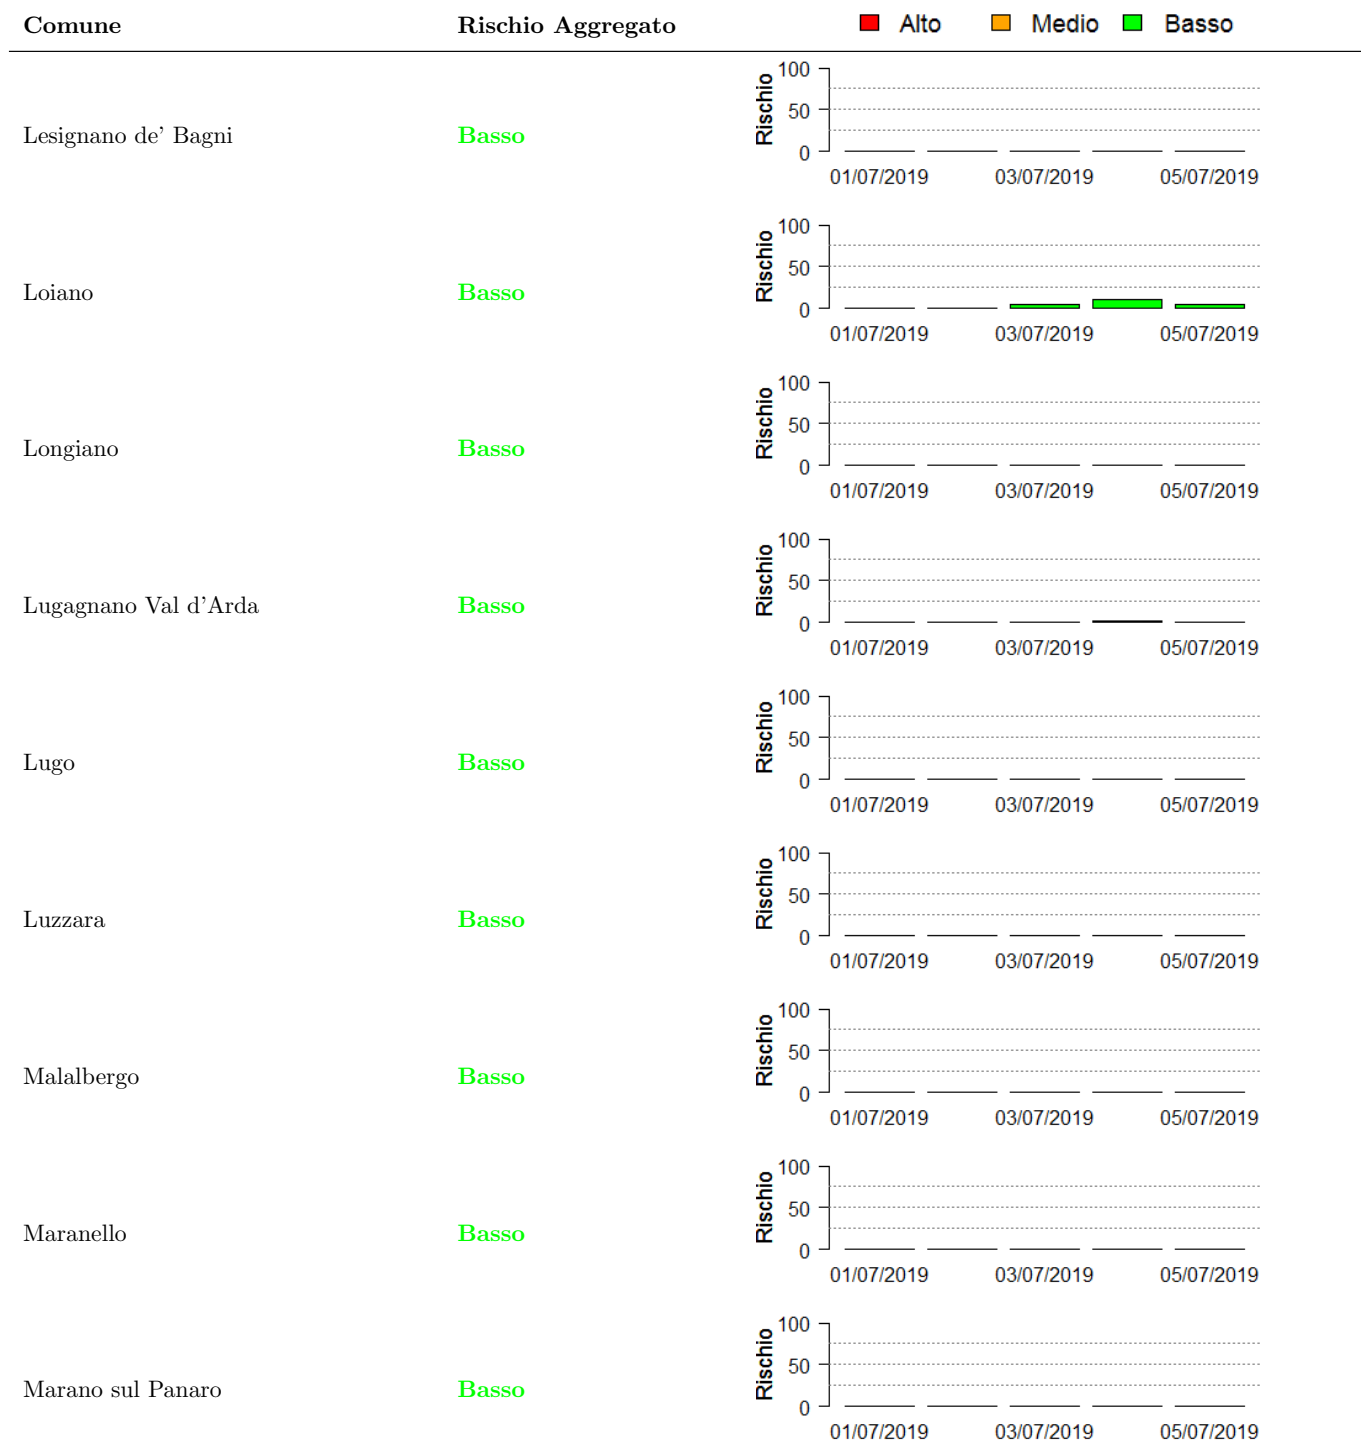 Comune Rischio Aggregato Alto Medio Basso
Lesignano de' Bagni Basso Rischio 100 50 0
01/07/2019 03/07/2019 05/07/2019
Loiano Basso Rischio 100 50 0
01/07/2019 03/07/2019 05/07/2019
Longiano Basso Rischio 100 50 0
01/07/2019 03/07/2019 05/07/2019
Lugagnano Val d'Arda Basso Rischio 100 50 0
01/07/2019 03/07/2019 05/07/2019
Lugo Basso Rischio 100 50 0
01/07/2019 03/07/2019 05/07/2019
Luzzara Basso Rischio 100 50 0
01/07/2019 03/07/2019 05/07/2019
Malalbergo Basso Rischio 100 50 0
01/07/2019 03/07/2019 05/07/2019
Maranello Basso Rischio 100 50 0
01/07/2019 03/07/2019 05/07/2019
Marano sul Panaro Basso Rischio 100 50 0
01/07/2019 03/07/2019 05/07/2019